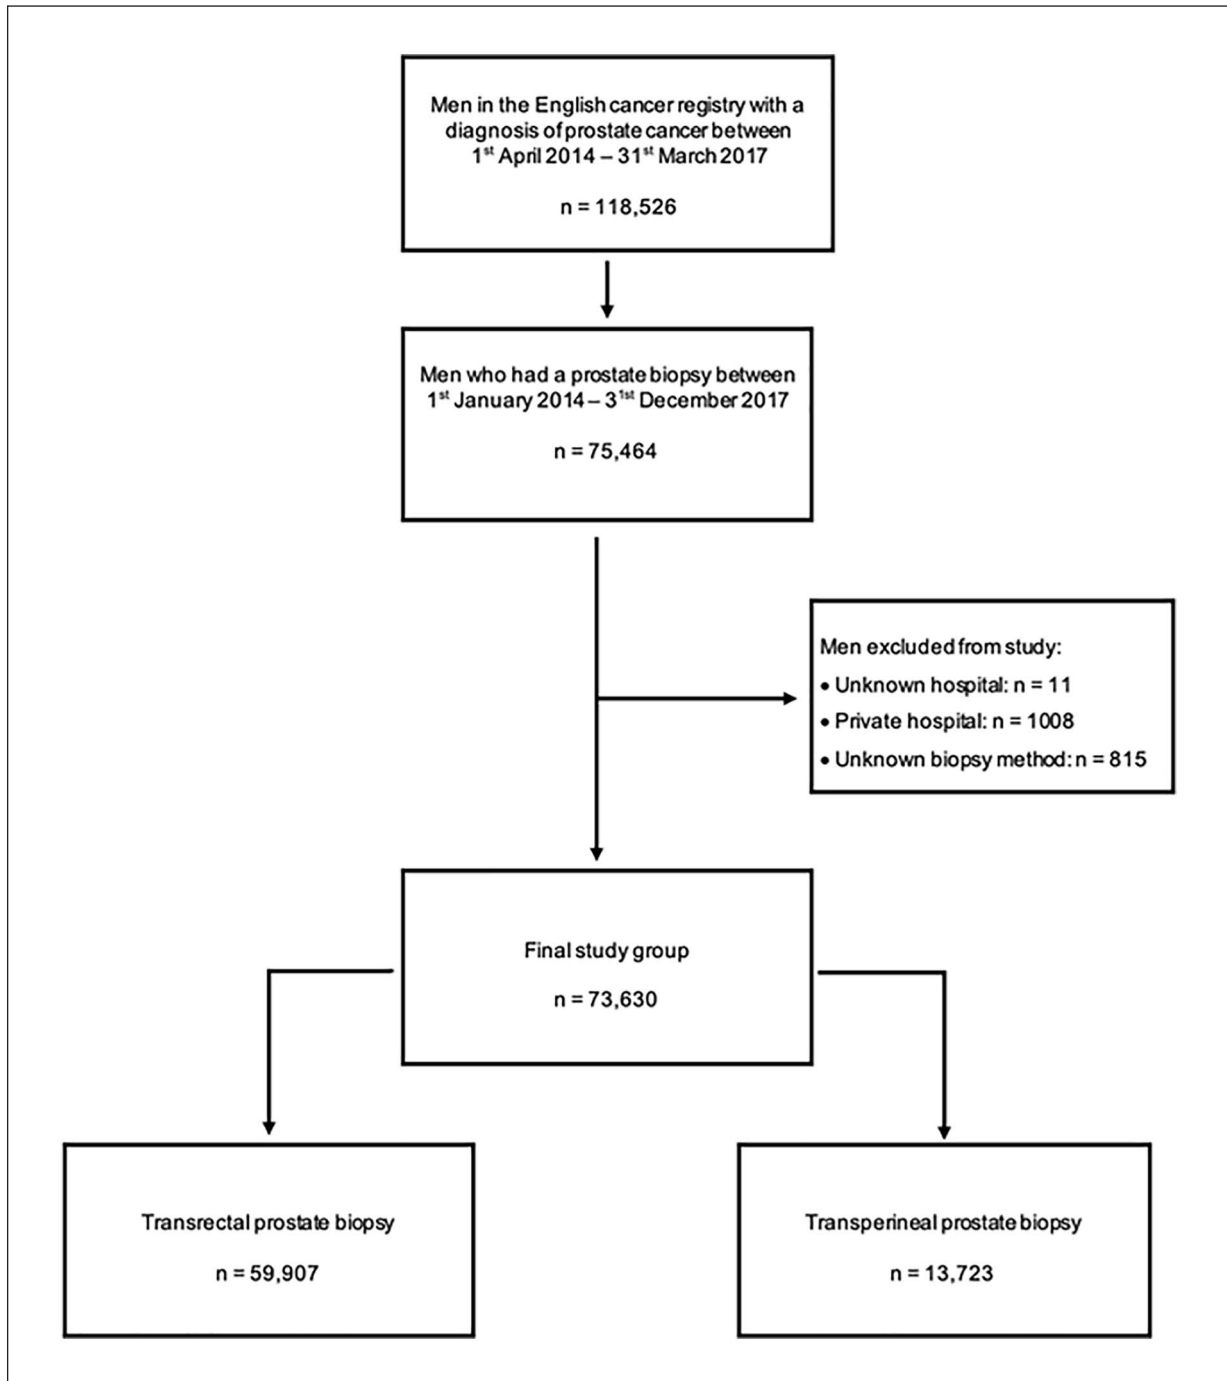 Men in the English cancer registry with a
diagnosis of prostate cancer between
1st April 2014 – 31st March 2017
n = 118,526
Men who had a prostate biopsy between
1st January 2014 – 31st December 2017
n = 75,464
Men excluded from study:
• Unknown hospital: n = 11
• Private hospital: n = 1008
• Unknown biopsy method: n = 815
Final study group
n = 73,630
Transrectal prostate biopsy
n = 59,907
Transperineal prostate biopsy
n = 13,723